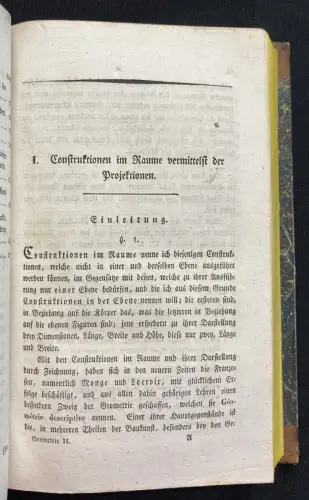 I. Construktionen im Raume vermittelst der
Projektionen.
Einleitung.
§. 1.
Construktionen im Raume nenne ich diejenigen Construk-
tionen, welche nicht in einer und derselben Ebene ausgeführt
werden können, im Gegensatze mit denen, welche zu ihrer Ausfüh-
rung nur einer Ebene bedürfen, und die ich aus diesem Grunde
Construktionen in der Ebene nennen will; die ersteren sind,
in Beziehung auf die Körper das, was die letzteren in Beziehung
auf die ebenen Figuren sind; jene erfordern zu ihrer Darstellung
drey Dimensionen, Länge, Breite und Höhe, diese nur zwey, Länge
und Breite.
Mit den Construktionen im Raume und ihrer Darstellung
durch Zeichnung, haben sich in den neuern Zeiten die Franzo-
sen, namentlich Monge und Lacroix, mit glücklichem Er-
folge beschäftigt, und aus allen dahin gehörigen Lehren einen
besondern Zweig der Geometrie geschaffen, welchen sie Géo-
métrie descriptive nennen. Einer ihrer Hauptgegenstände ist
die, in mehreren Theilen der Baukunst, besonders bey den Ge-
Geometrie II. A